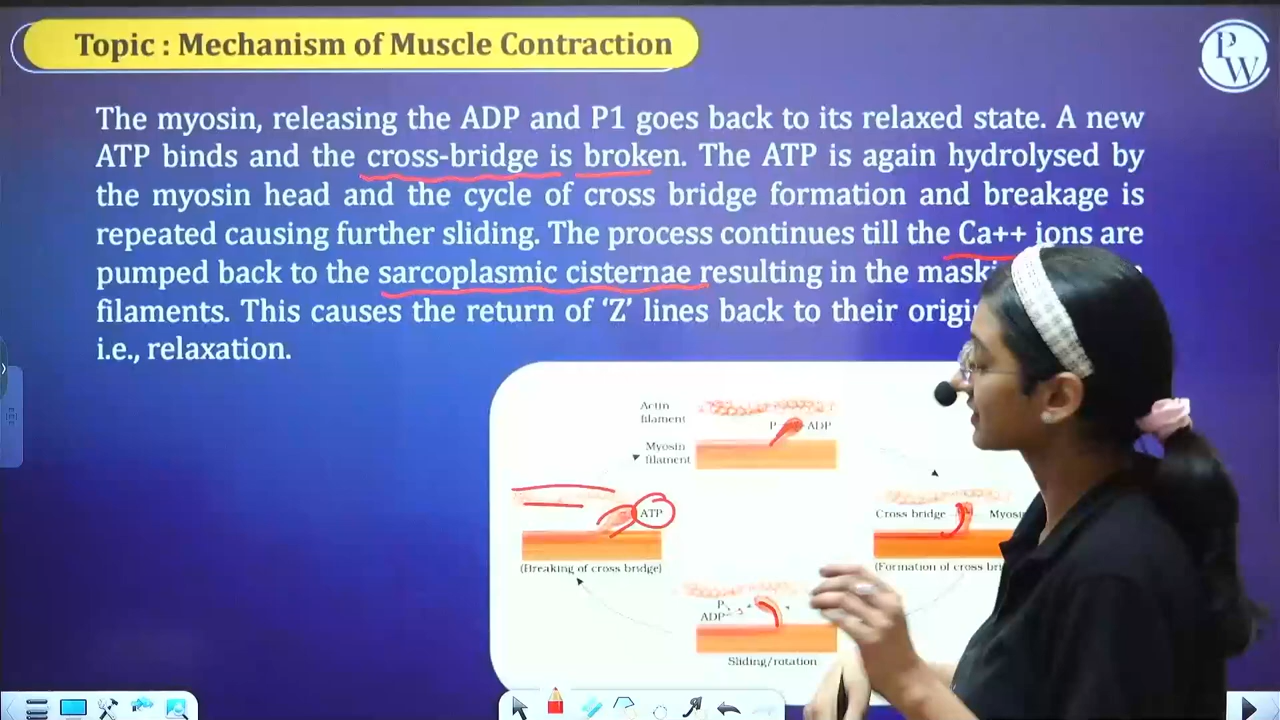 Topic : Mechanism of Muscle Contraction
PW
The myosin, releasing the ADP and P1 goes back to its relaxed state. A new
ATP binds and the cross-bridge is broken. The ATP is again hydrolysed by
the myosin head and the cycle of cross bridge formation and breakage is
repeated causing further sliding. The process continues till the Ca++ ions are
pumped back to the sarcoplasmic cisternae resulting in the
filaments. This causes the return of ‘Z’ lines back to their
i.e., relaxation.
Actin
filament
P ADP
Myosin
filament
ATP
(Breaking of cross bridge)
Cross bridge
(Formation of cross
P
ADP
Sliding/rotation